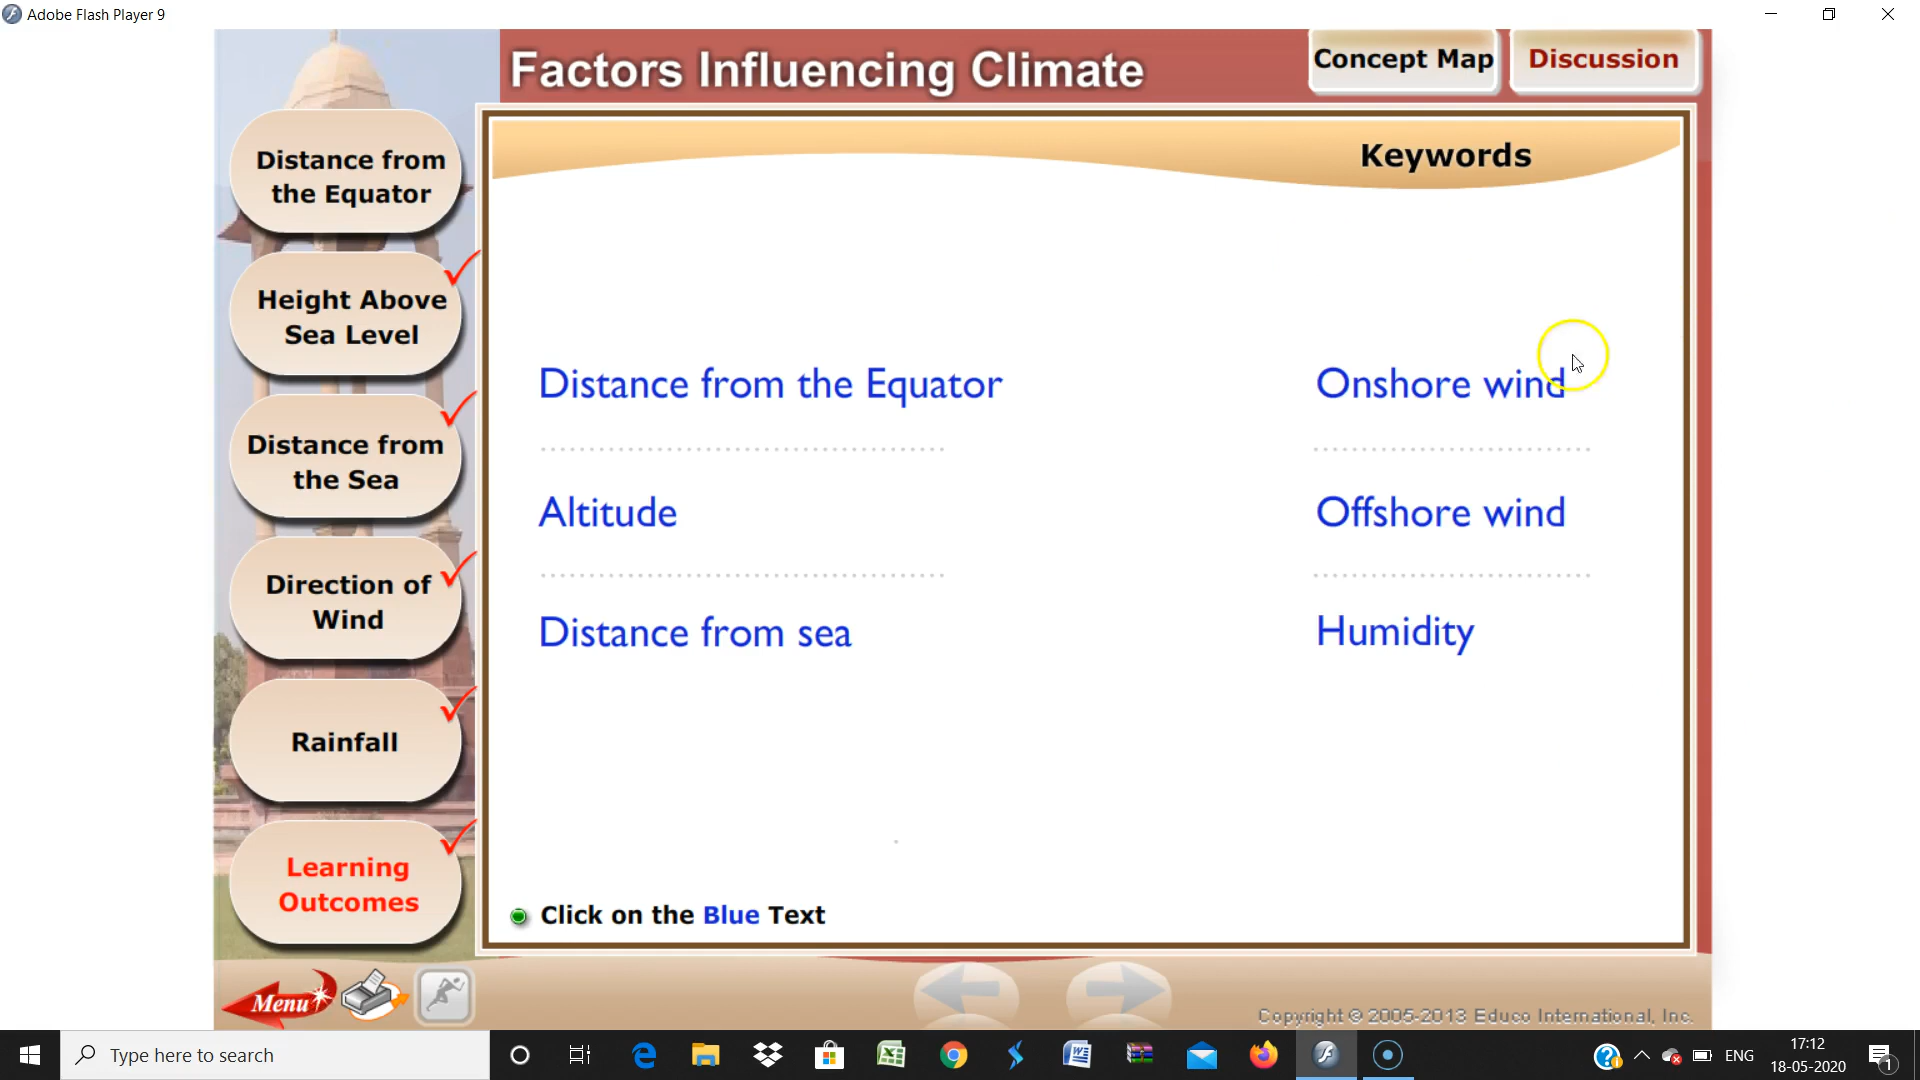 Adobe Flash Player 9
Factors Influencing Climate
Concept Map
Discussion
Keywords
Distance from
the Equator
Height Above
Sea Level
Distance from
the Sea
Direction of
Wind
Rainfall
Learning
Outcomes
Distance from the Equator
Onshore wind
Altitude
Offshore wind
Distance from sea
Humidity
Click on the Blue Text
Menu
Copyright © 2005-2013 Educo International, Inc.
Type here to search
ENG
17:12
18-05-2020
1